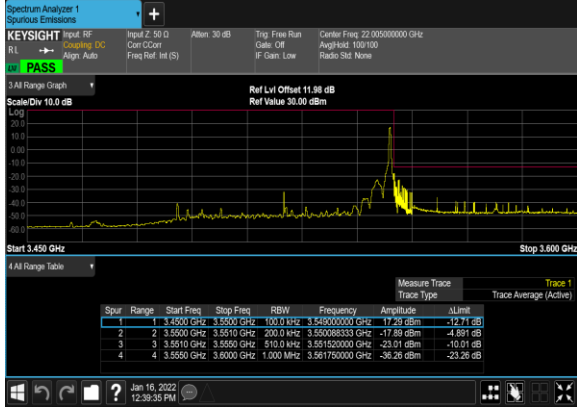 Spectrum Analyzer 1
Spurious Emissions
+
KEYSIGHT Input: RF Input Z: 50 Ω Atten: 30 dB Trig: Free Run Center Freq: 22.005000000 GHz
RL Coupling: DC Corr CCorr Gate: Off Avg|Hold: 100/100
Align: Auto Freq Ref: Int (S) IF Gain: Low Radio Std: None
PASS
3 All Range Graph
Ref Lvl Offset 11.98 dB
Scale/Div 10.0 dB Ref Value 30.00 dBm
Log
20.0
10.0
0.00
-10.0
-20.0
-30.0
-40.0
-50.0
-60.0
Start 3.450 GHz Stop 3.600 GHz
4 All Range Table
Measure Trace Trace 1
Trace Type Trace Average (Active)
Spur Range Start Freq Stop Freq RBW Frequency Amplitude ΔLimit
1 1 3.4500 GHz 3.5500 GHz 100.0 kHz 3.549000000 GHz 17.29 dBm -12.71 dB
2 2 3.5500 GHz 3.5510 GHz 200.0 kHz 3.550088333 GHz -17.89 dBm -4.891 dB
3 3 3.5510 GHz 3.5550 GHz 510.0 kHz 3.551520000 GHz -23.01 dBm -10.01 dB
4 4 3.5550 GHz 3.6000 GHz 1.000 MHz 3.561750000 GHz -36.26 dBm -23.26 dB
? Jan 16, 2022
12:39:35 PM